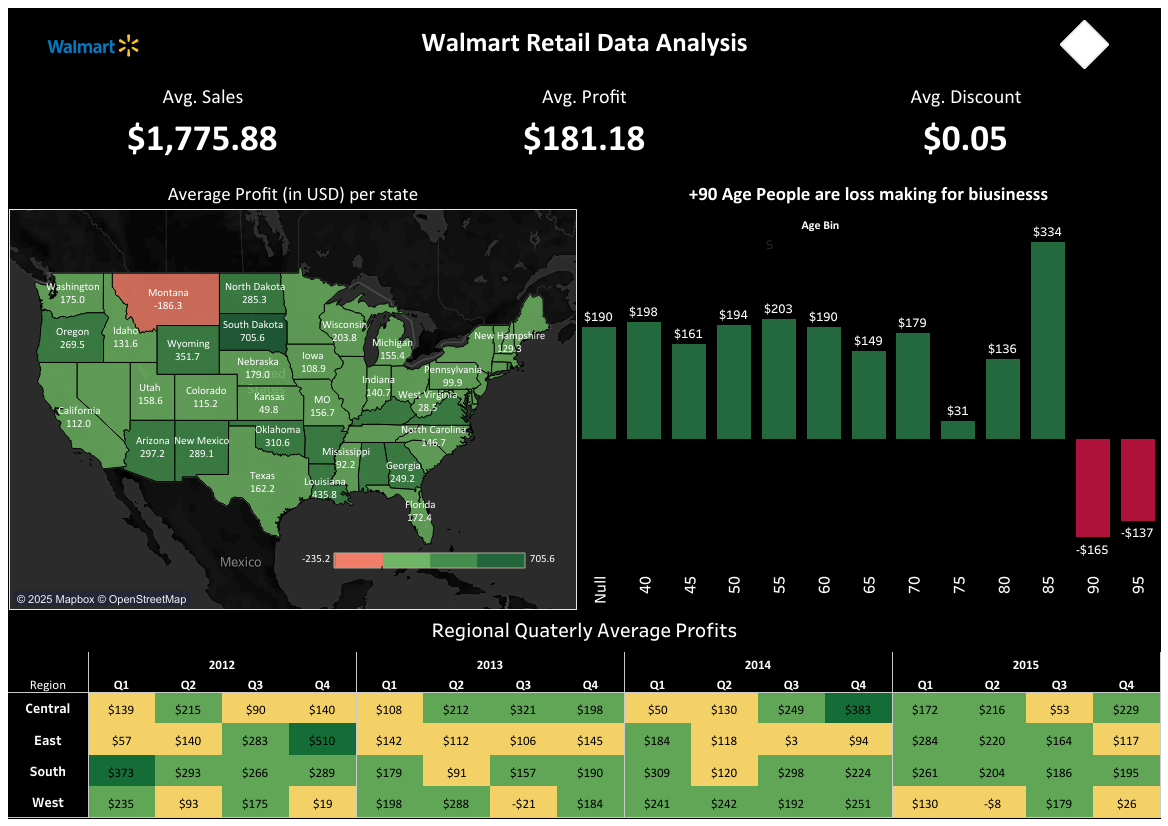 Walmart
Walmart Retail Data Analysis
Avg. Sales
$1,775.88
Avg. Profit
$181.18
Avg. Discount
$0.05
Average Profit (in USD) per state
Washington
175.0
Montana
-186.3
North Dakota
285.3
Oregon
269.5
Idaho
131.6
Wyoming
351.7
South Dakota
705.6
Wisconsin
203.8
Michigan
155.4
New Hampshire
129.3
Nebraska
179.0
Iowa
108.9
Pennsylvania
99.9
Utah
158.6
Colorado
115.2
Kansas
49.8
MO
156.7
Indiana
140.7
West Virginia
28.5
California
112.0
Arizona
297.2
New Mexico
289.1
Oklahoma
310.6
North Carolina
146.7
Mississippi
92.2
Georgia
249.2
Texas
162.2
Louisiana
435.8
Florida
172.4
United
States
Mexico
-235.2 705.6
© 2025 Mapbox © OpenStreetMap
+90 Age People are loss making for biusinesss
Age Bin
S
$190 $198 $161 $194 $203 $190 $149 $179 $31 $136 $334 -$165 -$137
Null 40 45 50 55 60 65 70 75 80 85 90 95
Regional Quaterly Average Profits
2012 2013 2014 2015
Region Q1 Q2 Q3 Q4 Q1 Q2 Q3 Q4 Q1 Q2 Q3 Q4 Q1 Q2 Q3 Q4
Central $139 $215 $90 $140 $108 $212 $321 $198 $50 $130 $249 $383 $172 $216 $53 $229
East $57 $140 $283 $510 $142 $112 $106 $145 $184 $118 $3 $94 $284 $220 $164 $117
South $373 $293 $266 $289 $179 $91 $157 $190 $309 $120 $298 $224 $261 $204 $186 $195
West $235 $93 $175 $19 $198 $288 -$21 $184 $241 $242 $192 $251 $130 -$8 $179 $26